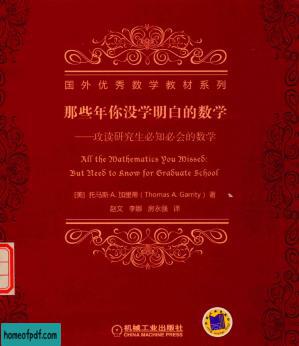 国外优秀数学教材系列
那些年你没学明白的数学
——攻读研究生必知必会的数学
All the Mathematics You Missed:
But Need to Know for Graduate School
[美] 托马斯 A. 加里蒂 (Thomas A. Garrity) 著
赵文 李娜 房永强 译
机械工业出版社
CHINA MACHINE PRESS
homeofpdf.com